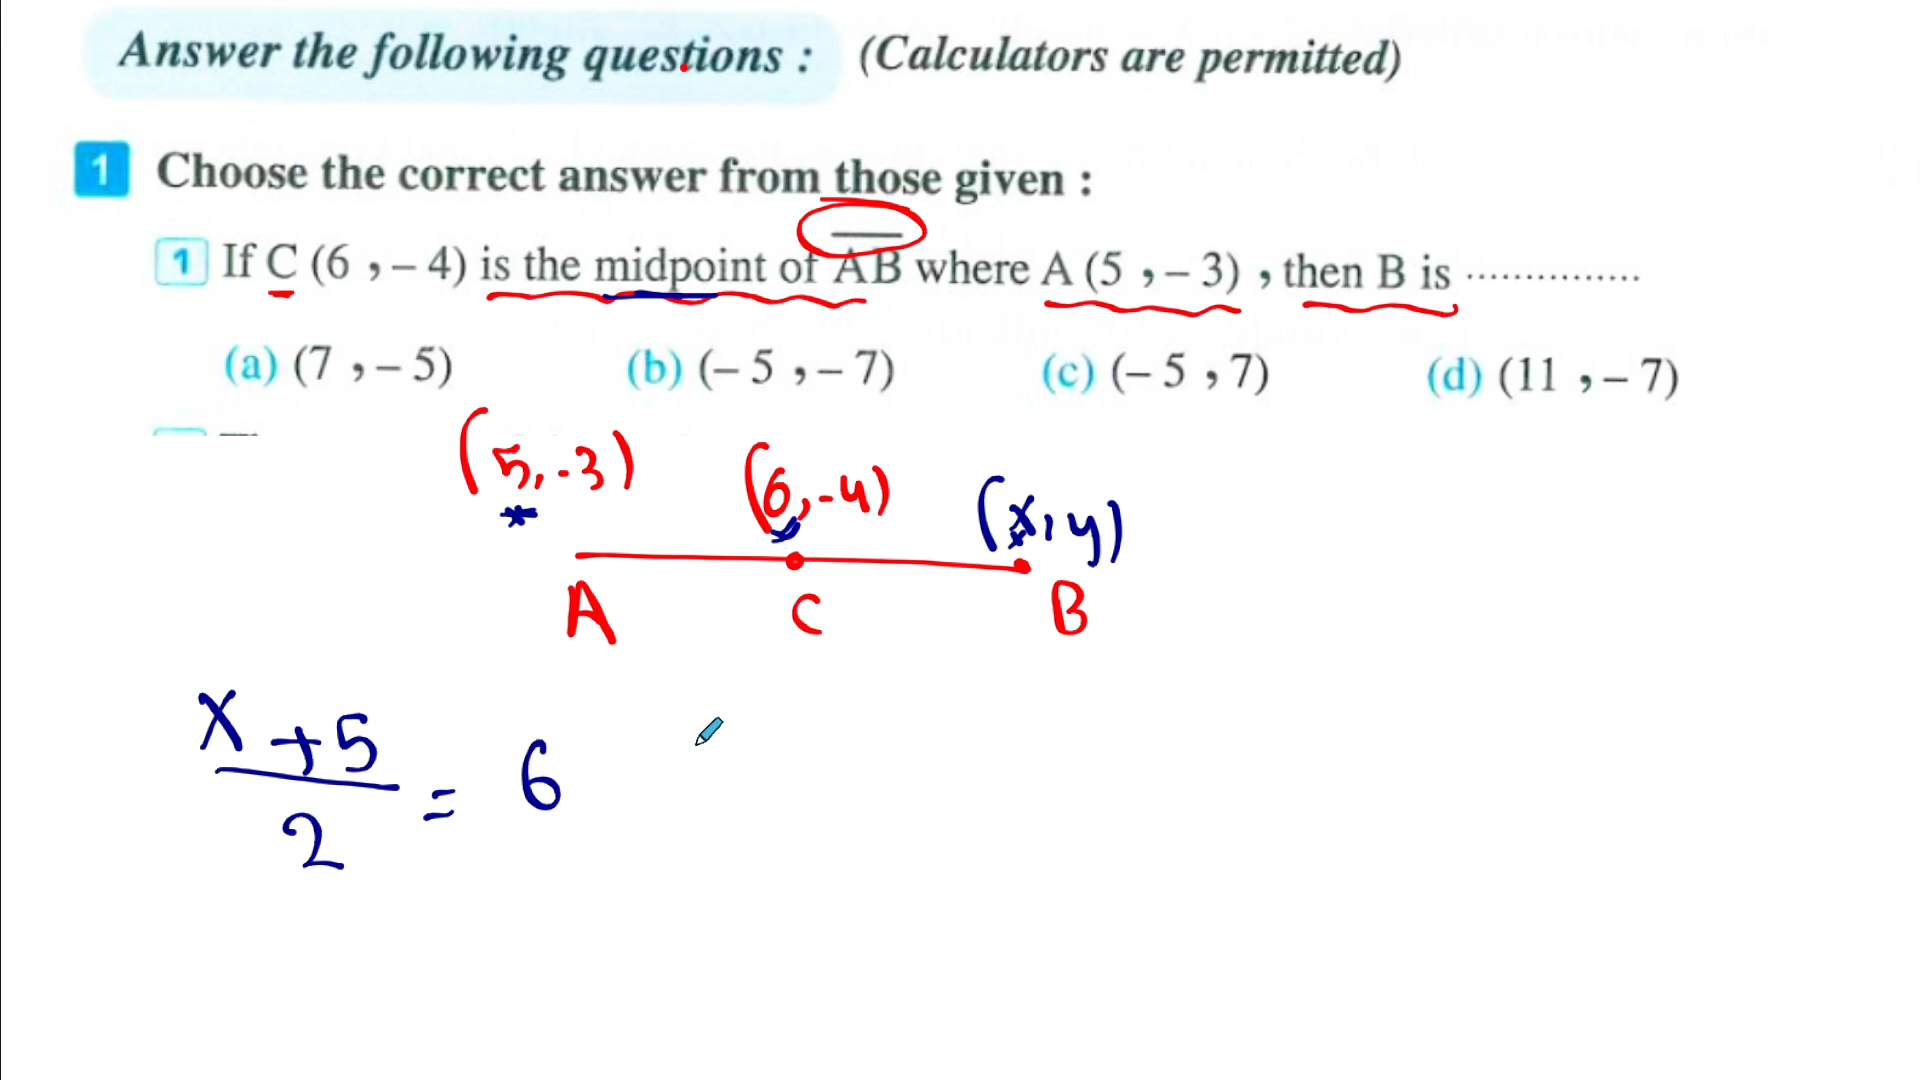 Answer the following questions : (Calculators are permitted)
1 Choose the correct answer from those given :
1 If C (6 , – 4) is the midpoint of AB where A (5 , – 3) , then B is ...............
(a) (7 , – 5) (b) (– 5 , – 7) (c) (– 5 , 7) (d) (11 , – 7)
(5, -3) (6, -4) (x, y)
A C B
x + 5
2
= 6